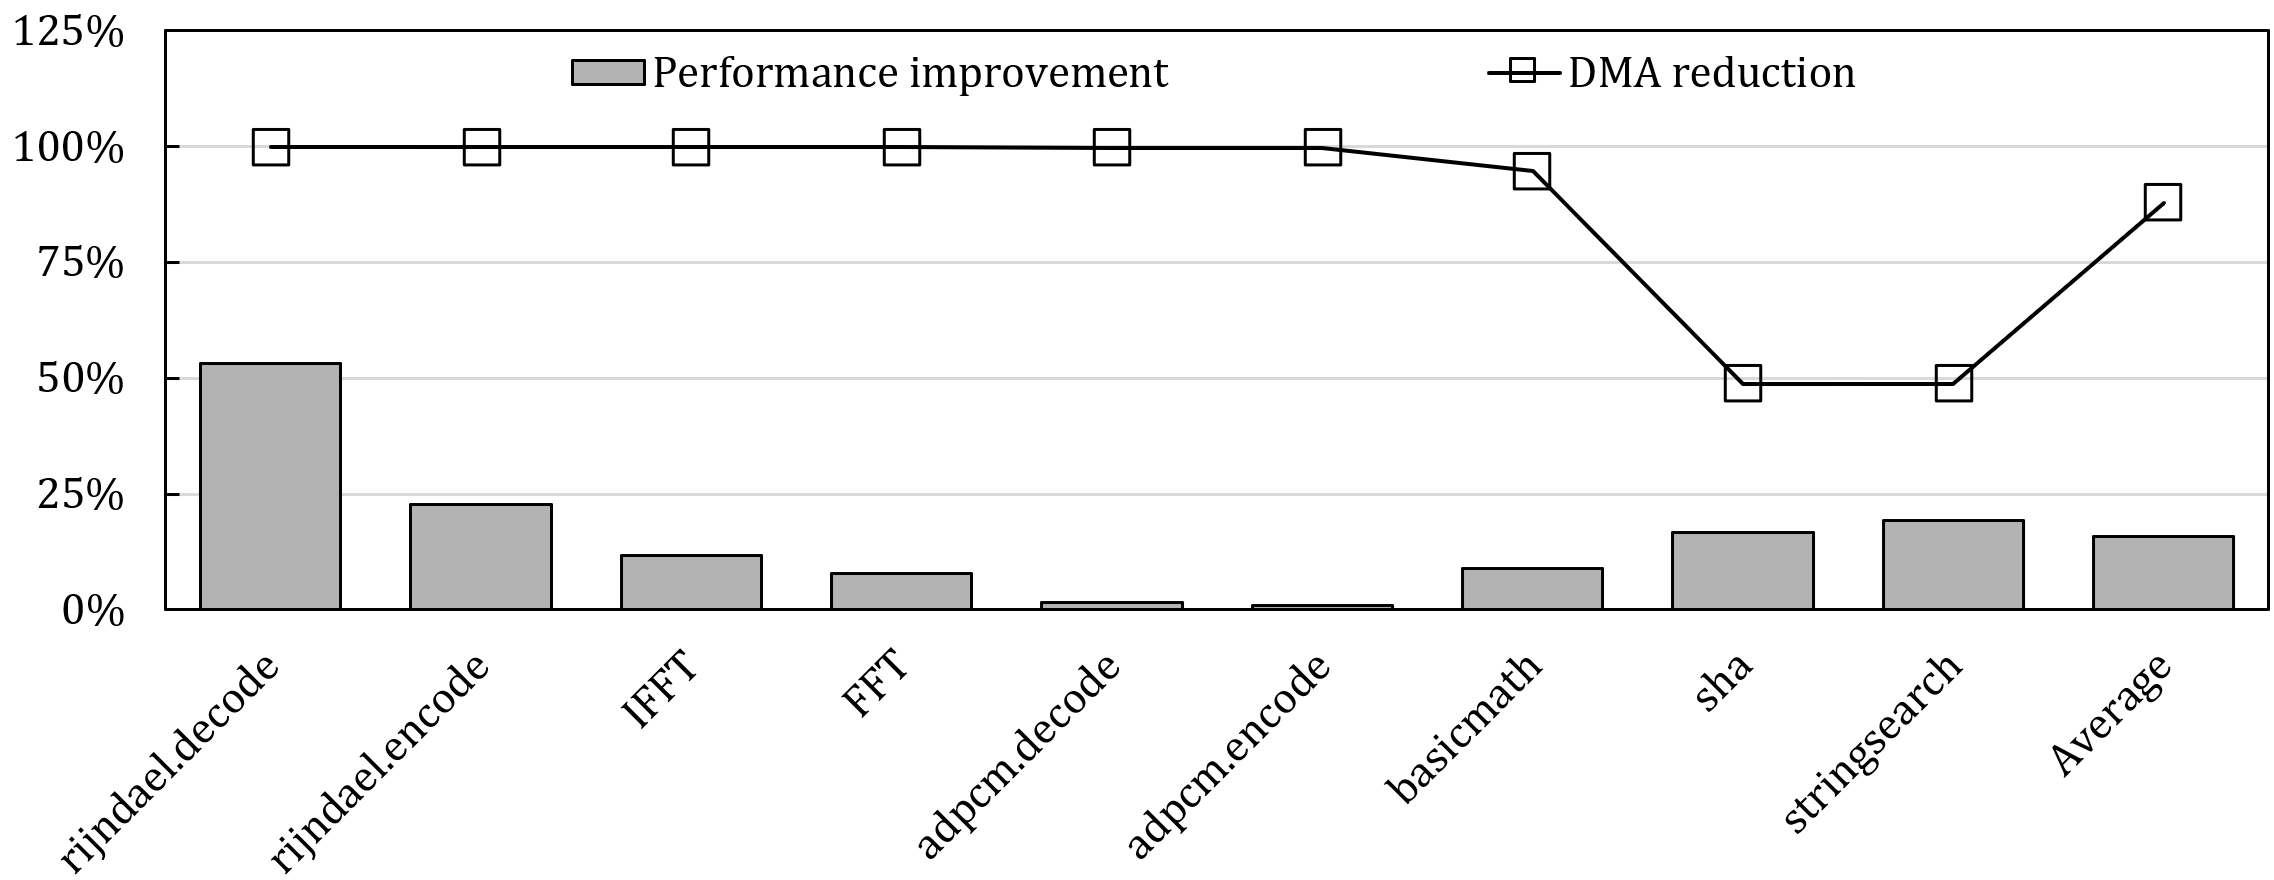 125%
Performance improvement
DMA reduction
100%
75%
50%
25%
0%
rijndael.decode
rijndael.encode
IFFT
FFT
adpcm.decode
adpcm.encode
basicmath
sha
stringsearch
Average